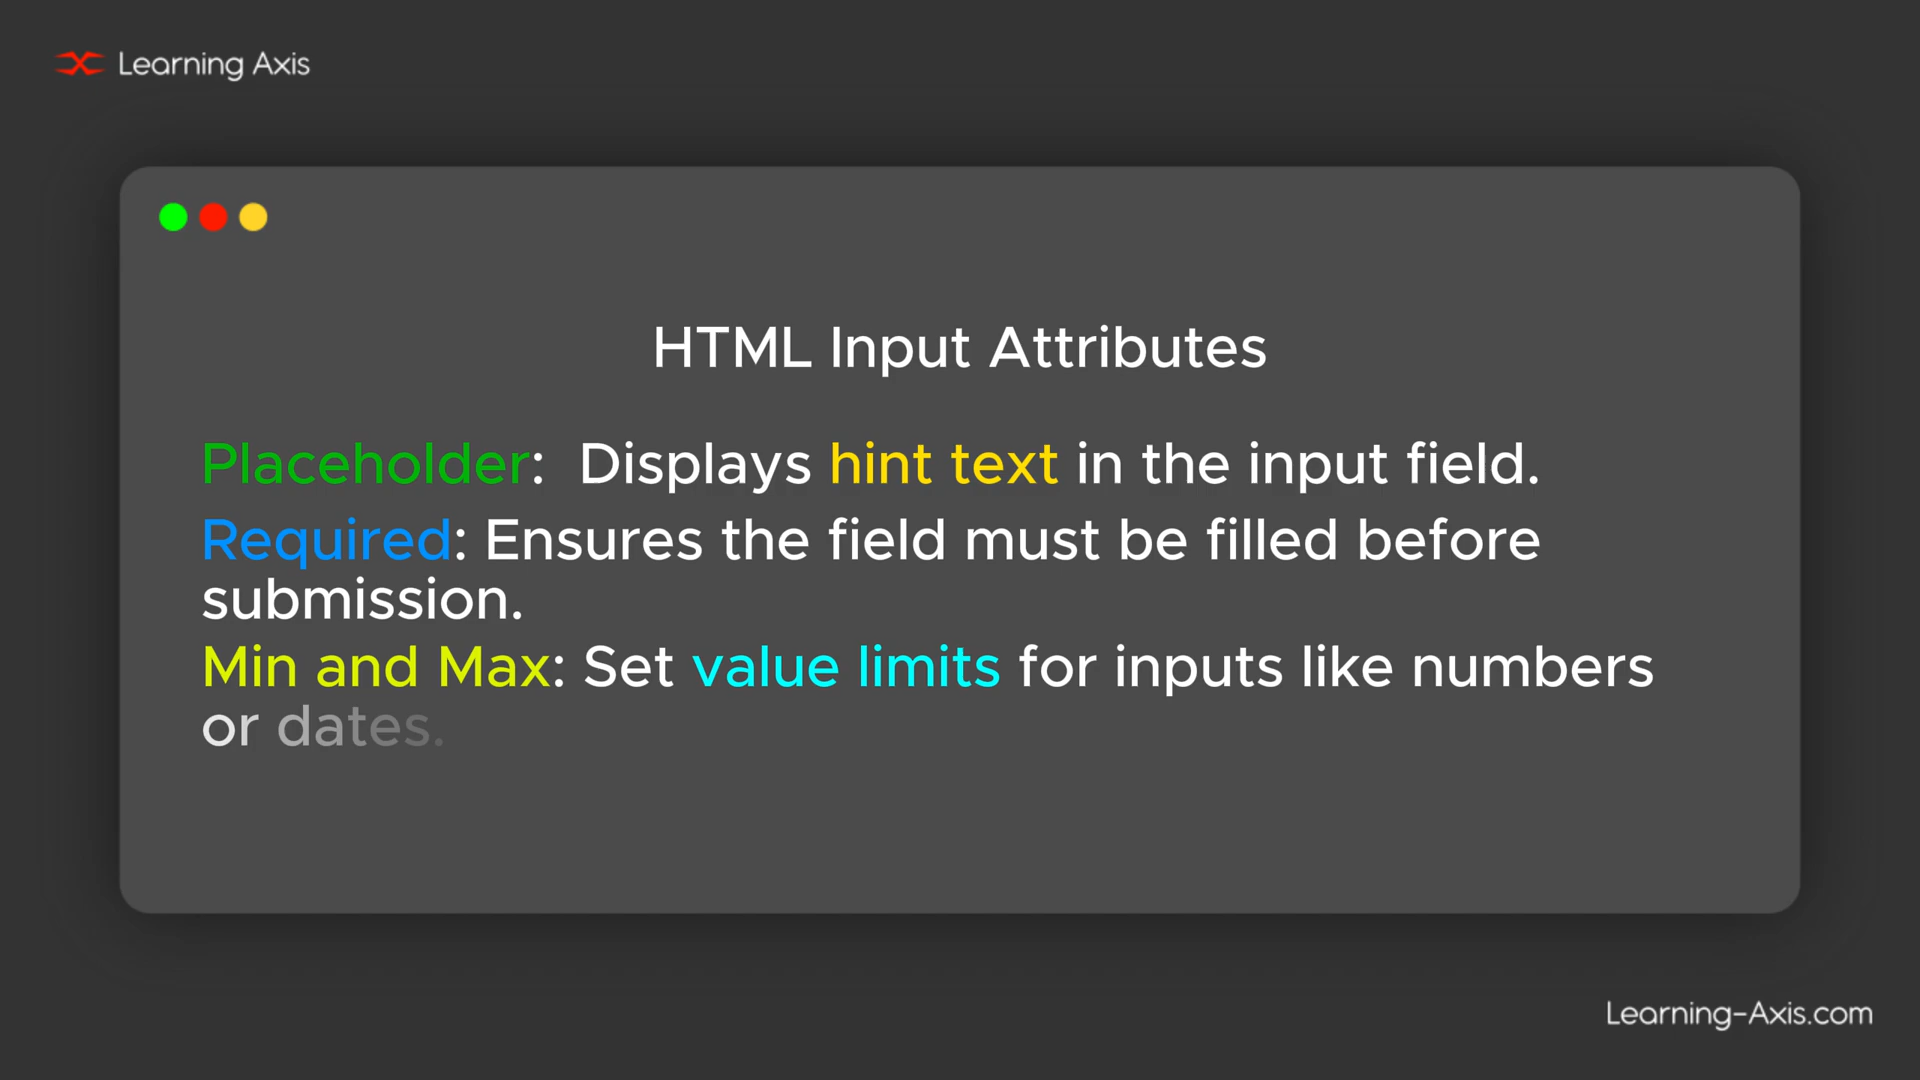 Learning Axis
HTML Input Attributes
Placeholder:  Displays hint text in the input field.
Required: Ensures the field must be filled before
submission.
Min and Max: Set value limits for inputs like numbers
or dates.
Learning-Axis.com